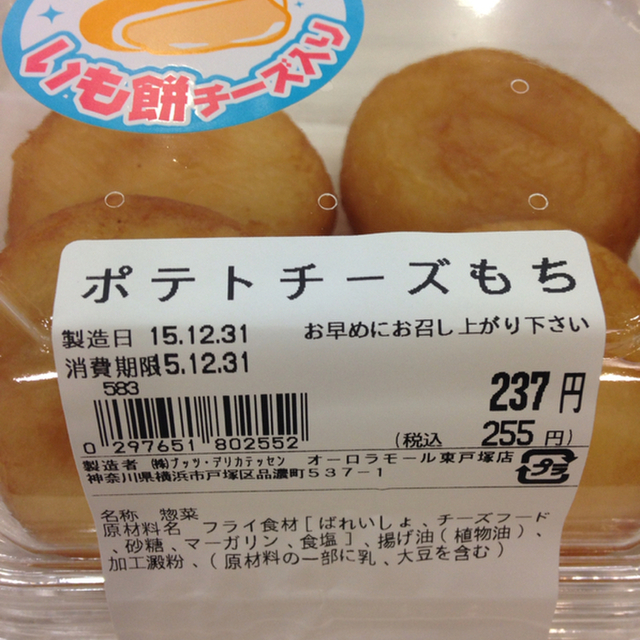 いも餅チーズ入り
ポテトチーズもち
製造日 15.12.31 お早めにお召し上がり下さい
消費期限5.12.31
583
237円
0 297651 802552
(税込 255円)
製造者 ㈱ブッツ・デリカテッセン オーロラモール東戸塚店
神奈川県横浜市戸塚区品濃町537-1
プラ
名称 惣菜
原材料名 フライ食材[ばれいしょ、チーズフード
、砂糖、マーガリン、食塩]、揚げ油(植物油)、
加工澱粉、(原材料の一部に乳、大豆を含む)